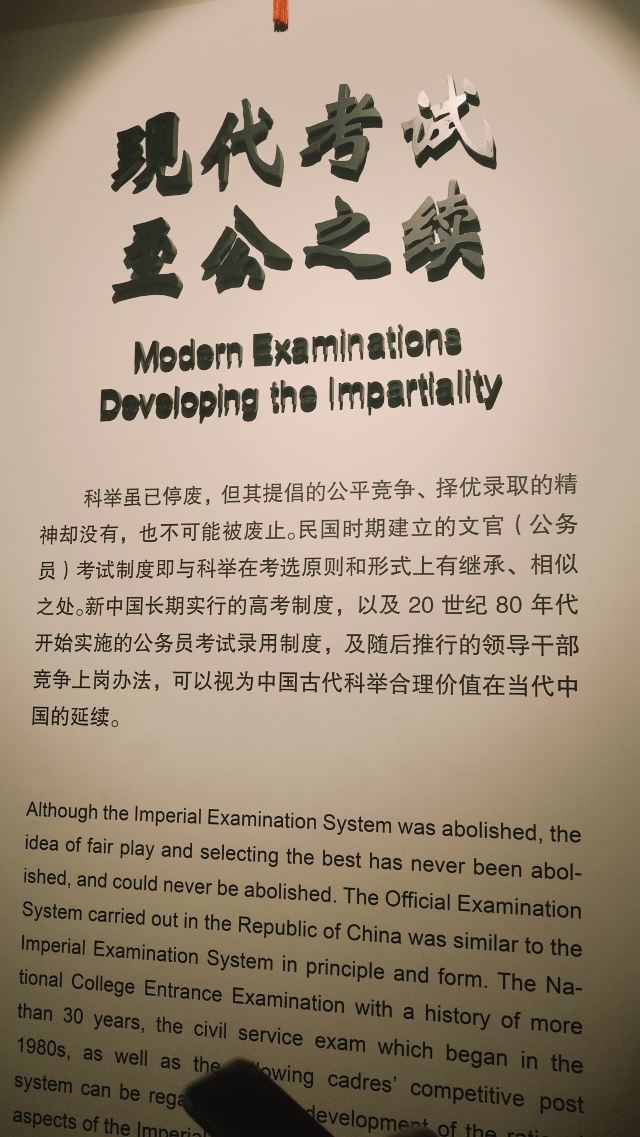 现代考试
至公之续
Modern Examinations
Developing the Impartiality
科举虽已停废，但其提倡的公平竞争、择优录取的精
神却没有，也不可能被废止。民国时期建立的文官（公务
员）考试制度即与科举在考选原则和形式上有继承、相似
之处。新中国长期实行的高考制度，以及 20 世纪 80 年代
开始实施的公务员考试录用制度，及随后推行的领导干部
竞争上岗办法，可以视为中国古代科举合理价值在当代中
国的延续。
Although the Imperial Examination System was abolished, the
idea of fair play and selecting the best has never been abol-
ished, and could never be abolished. The Official Examination
System carried out in the Republic of China was similar to the
Imperial Examination System in principle and form. The Na-
tional College Entrance Examination with a history of more
than 30 years, the civil service exam which began in the
1980s, as well as the following cadres' competitive post
system can be development of the
aspects of the Imperial